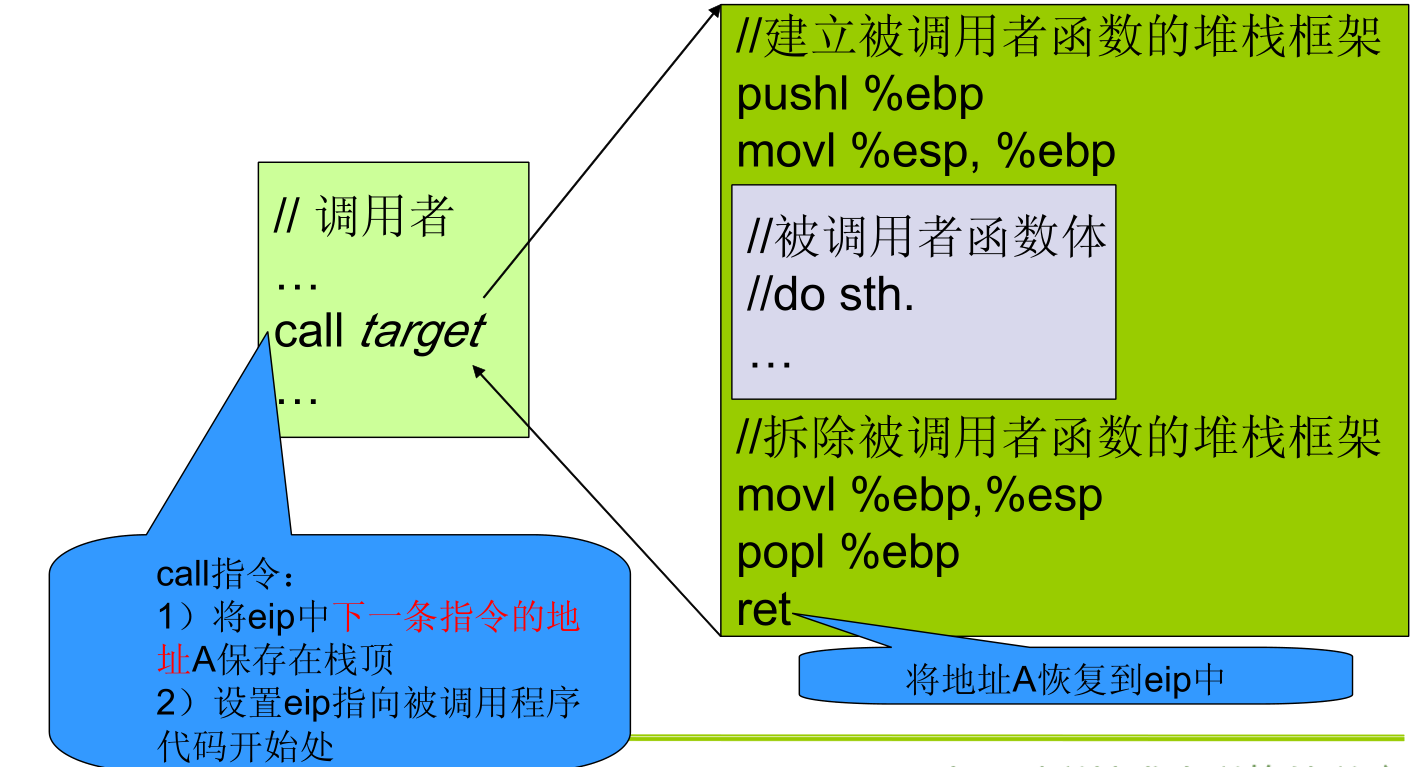 //建立被调用者函数的堆栈框架
pushl %ebp
movl %esp, %ebp
//被调用者函数体
//do sth.
…
//拆除被调用者函数的堆栈框架
movl %ebp,%esp
popl %ebp
ret
// 调用者
…
call target
…
call指令：
1）将eip中下一条指令的地
址A保存在栈顶
2）设置eip指向被调用程序
代码开始处
将地址A恢复到eip中